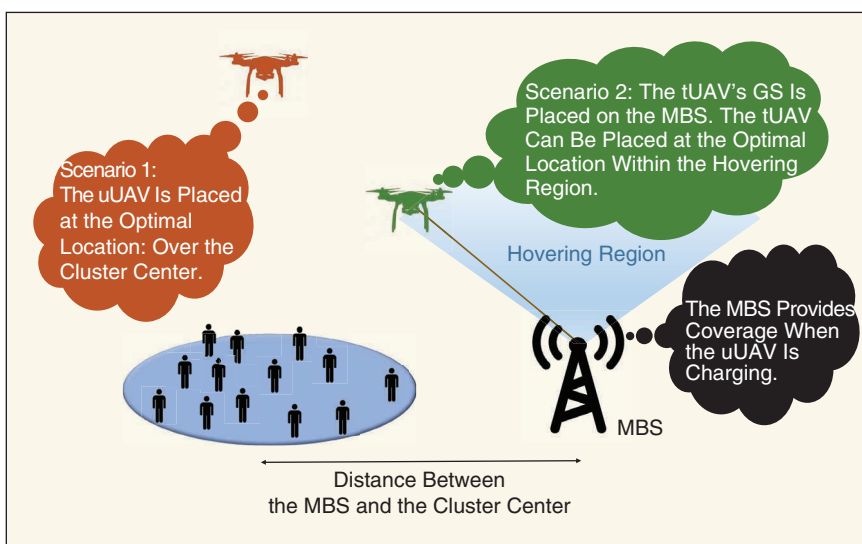 Scenario 1:
The uUAV Is Placed
at the Optimal
Location: Over the
Cluster Center.
Scenario 2: The tUAV's GS Is
Placed on the MBS. The tUAV
Can Be Placed at the Optimal
Location Within the Hovering
Region.
Hovering Region
The MBS Provides
Coverage When
the uUAV Is
Charging.
MBS
Distance Between
the MBS and the Cluster Center